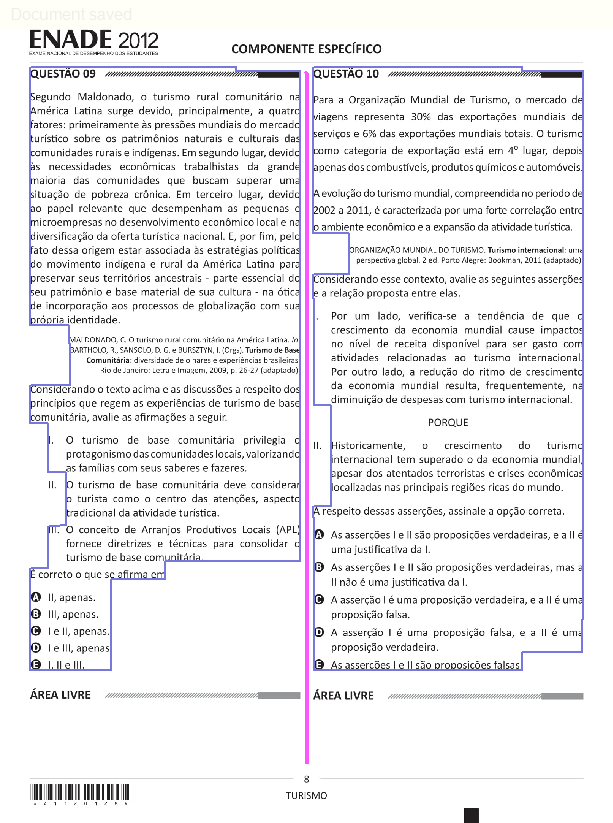 Document saved
ENADE 2012
EXAME NACIONAL DE DESEMPENHO DOS ESTUDANTES
COMPONENTE ESPECÍFICO
QUESTÃO 09
Segundo Maldonado, o turismo rural comunitário na
América Latina surge devido, principalmente, a quatro
fatores: primeiramente às pressões mundiais do mercado
turístico sobre os patrimônios naturais e culturais das
comunidades rurais e indígenas. Em segundo lugar, devido
às necessidades econômicas trabalhistas da grande
maioria das comunidades que buscam superar uma
situação de pobreza crônica. Em terceiro lugar, devido
ao papel relevante que desempenham as pequenas e
microempresas no desenvolvimento econômico local e na
diversificação da oferta turística nacional. E, por fim, pelo
fato dessa origem estar associada às estratégias políticas
do movimento indígena e rural da América Latina para
preservar seus territórios ancestrais - parte essencial do
seu patrimônio e base material de sua cultura - na ótica
de incorporação aos processos de globalização com sua
própria identidade.
MALDONADO, C. O turismo rural comunitário na América Latina. In
BARTHOLO, R., SANSOLO, D. G. e BURSZTYN, I. (Orgs). Turismo de Base
Comunitária: diversidade de olhares e experiências brasileiras.
Rio de Janeiro: Letra e Imagem, 2009, p. 26-27 (adaptado).
Considerando o texto acima e as discussões a respeito dos
princípios que regem as experiências de turismo de base
comunitária, avalie as afirmações a seguir.
I. O turismo de base comunitária privilegia o
protagonismo das comunidades locais, valorizando
as famílias com seus saberes e fazeres.
II. O turismo de base comunitária deve considerar
o turista como o centro das atenções, aspecto
tradicional da atividade turística.
III. O conceito de Arranjos Produtivos Locais (APL)
fornece diretrizes e técnicas para consolidar o
turismo de base comunitária.
É correto o que se afirma em
A II, apenas.
B III, apenas.
C I e II, apenas.
D I e III, apenas
E I, II e III.
ÁREA LIVRE
QUESTÃO 10
Para a Organização Mundial de Turismo, o mercado de
viagens representa 30% das exportações mundiais de
serviços e 6% das exportações mundiais totais. O turismo
como categoria de exportação está em 4º lugar, depois
apenas dos combustíveis, produtos químicos e automóveis.
A evolução do turismo mundial, compreendida no período de
2002 a 2011, é caracterizada por uma forte correlação entre
o ambiente econômico e a expansão da atividade turística.
ORGANIZAÇÃO MUNDIAL DO TURISMO. Turismo internacional: uma
perspectiva global. 2 ed. Porto Alegre: Bookman, 2011 (adaptado)
Considerando esse contexto, avalie as seguintes asserções
e a relação proposta entre elas.
I. Por um lado, verifica-se a tendência de que o
crescimento da economia mundial cause impactos
no nível de receita disponível para ser gasto com
atividades relacionadas ao turismo internacional.
Por outro lado, a redução do ritmo de crescimento
da economia mundial resulta, frequentemente, na
diminuição de despesas com turismo internacional.
PORQUE
II. Historicamente, o crescimento do turismo
internacional tem superado o da economia mundial,
apesar dos atentados terroristas e crises econômicas
localizadas nas principais regiões ricas do mundo.
A respeito dessas asserções, assinale a opção correta.
A As asserções I e II são proposições verdadeiras, e a II é
uma justificativa da I.
B As asserções I e II são proposições verdadeiras, mas a
II não é uma justificativa da I.
C A asserção I é uma proposição verdadeira, e a II é uma
proposição falsa.
D A asserção I é uma proposição falsa, e a II é uma
proposição verdadeira.
E As asserções I e II são proposições falsas.
ÁREA LIVRE
8
TURISMO